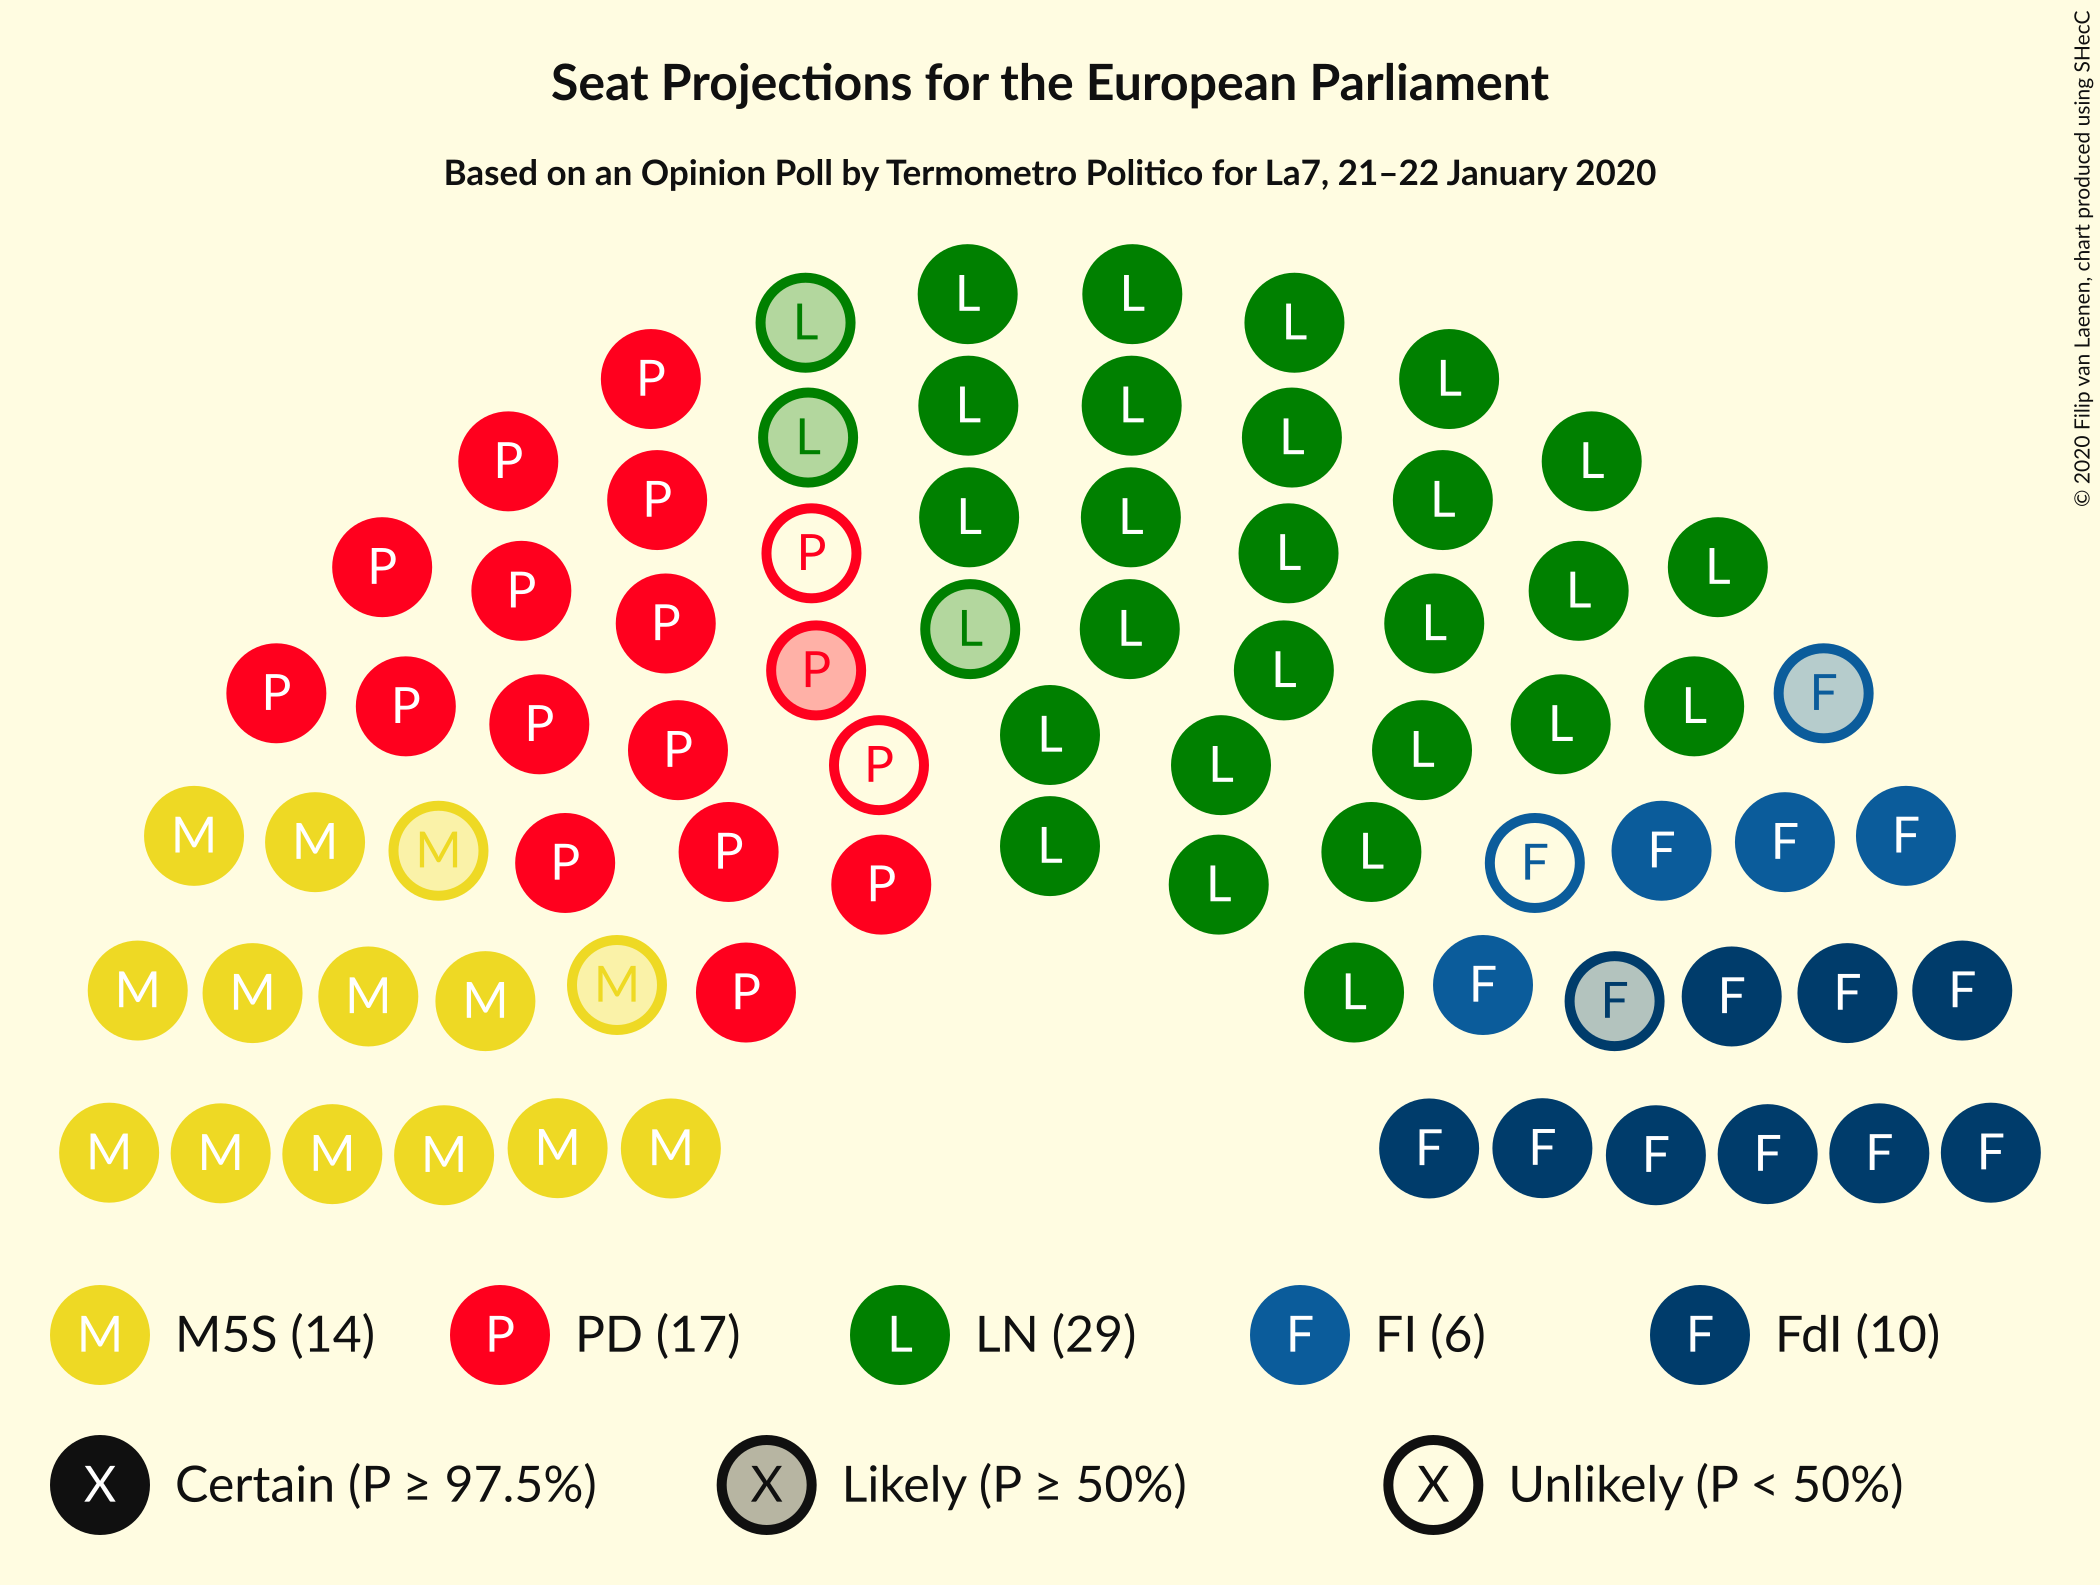 Seat Projections for the European Parliament
Based on an Opinion Poll by Termometro Politico for La7, 21–22 January 2020
© 2020 Filip van Laenen, chart produced using SHecC
L L
L L
P L
L L
L L
P L
P L
L L
P L L P
L L
P L
P L
P L
L L
P P
L F
P L
P L
P L
L
P L
P L
M F
M F
M F
P L
P F
P L
L
M F
M F
M F
M F
M F
P L
M M M M M M F F F F F F
M M5S (14) P PD (17) L LN (29) F FI (6) F FdI (10)
X Certain (P ≥ 97.5%) X Likely (P ≥ 50%) X Unlikely (P < 50%)